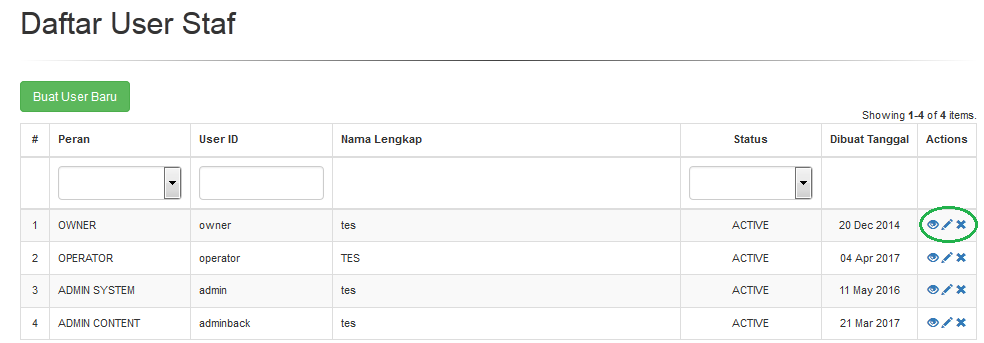 Daftar User Staf
Buat User Baru
Showing 1-4 of 4 items.
# Peran User ID Nama Lengkap Status Dibuat Tanggal Actions
1 OWNER owner tes ACTIVE 20 Dec 2014
2 OPERATOR operator TES ACTIVE 04 Apr 2017
3 ADMIN SYSTEM admin tes ACTIVE 11 May 2016
4 ADMIN CONTENT adminback tes ACTIVE 21 Mar 2017